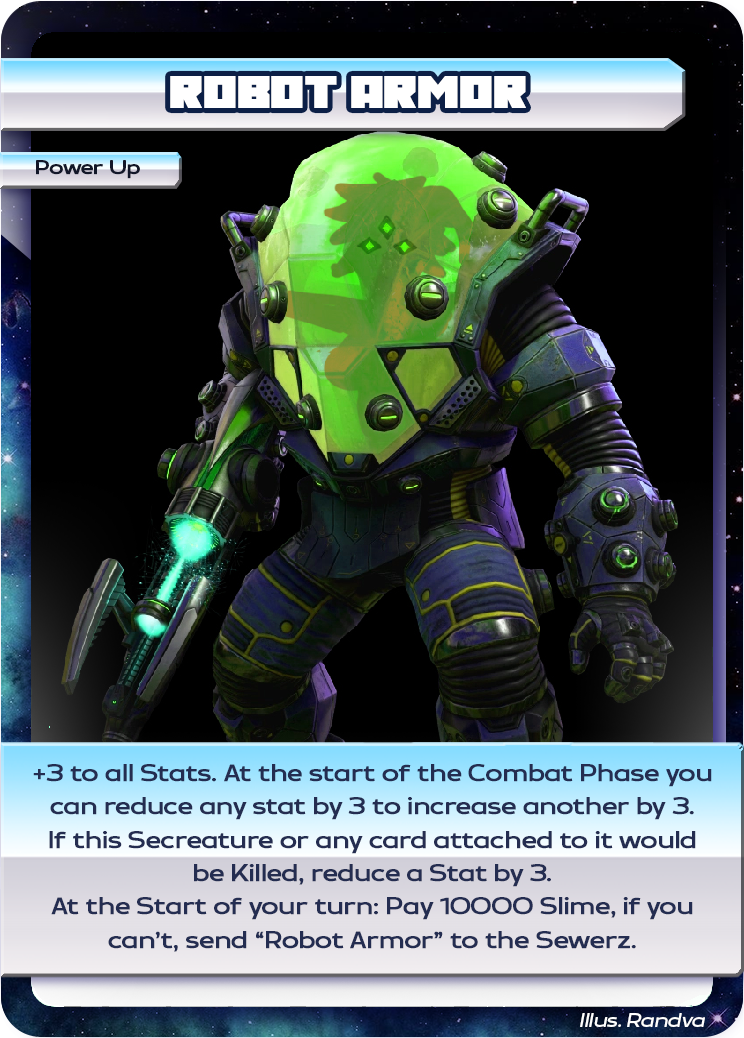 ROBOT ARMOR
Power Up
+3 to all Stats. At the start of the Combat Phase you
can reduce any stat by 3 to increase another by 3.
If this Secreature or any card attached to it would
be Killed, reduce a Stat by 3.
At the Start of your turn: Pay 10000 Slime, if you
can't, send “Robot Armor” to the Sewerz.
Illus. Randva